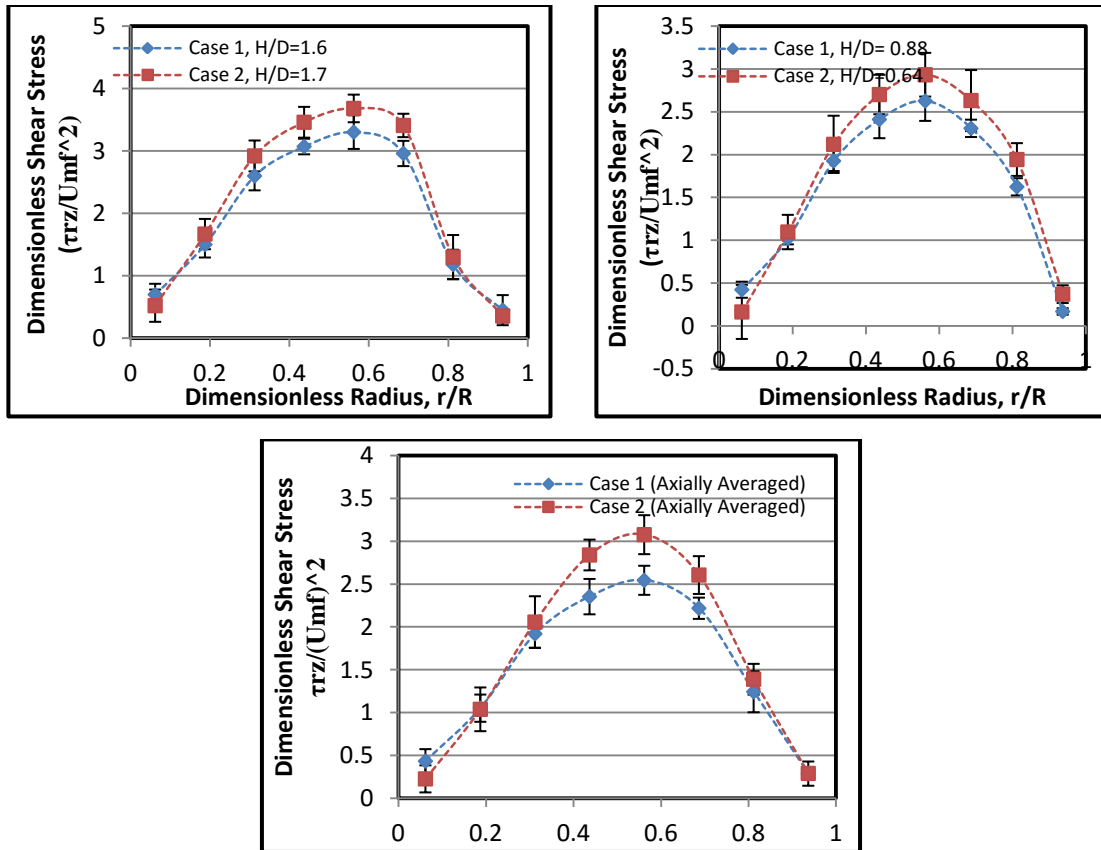 5
4
3
2
1
0
Dimensionless Shear Stress
(τrz/Umf^2)
Case 1, H/D=1.6
Case 2, H/D=1.7
0 0.2 0.4 0.6 0.8 1
Dimensionless Radius, r/R
3.5
3
2.5
2
1.5
1
0.5
0
-0.5
Dimensionless Shear Stress
(τrz/Umf^2)
Case 1, H/D= 0.88
Case 2, H/D= 0.64
0 0.2 0.4 0.6 0.8 1
Dimensionless Radius, r/R
4
3.5
3
2.5
2
1.5
1
0.5
0
Dimensionless Shear Stress
τrz/(Umf)^2
Case 1 (Axially Averaged)
Case 2 (Axially Averaged)
0 0.2 0.4 0.6 0.8 1